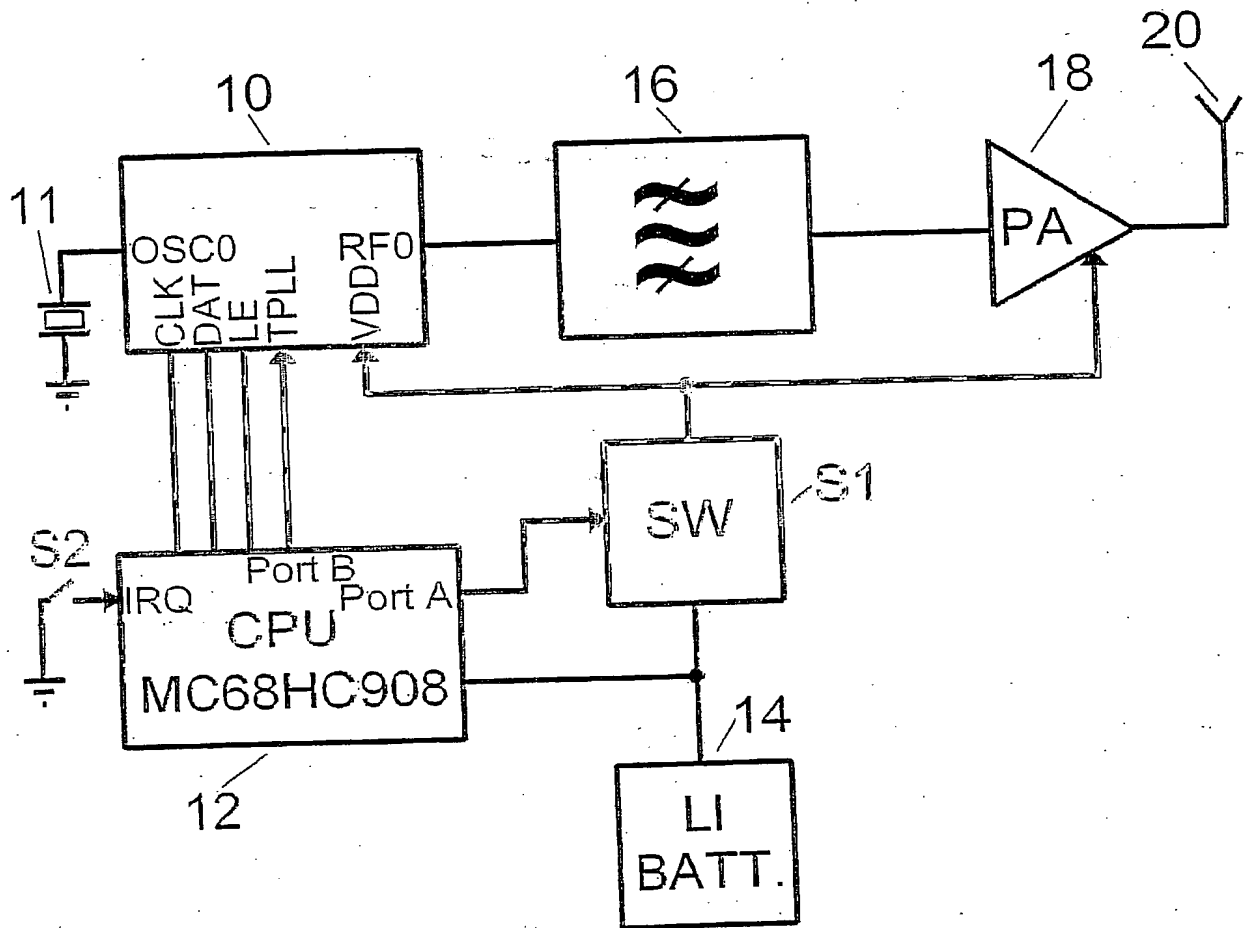 20
18
16
10
11
OSC0
RF0
CLK
DAT
LE
TPLL
VDD
PA
S1
SW
S2
IRQ
Port B
Port A
CPU
MC68HC908
14
12
LI
BATT.